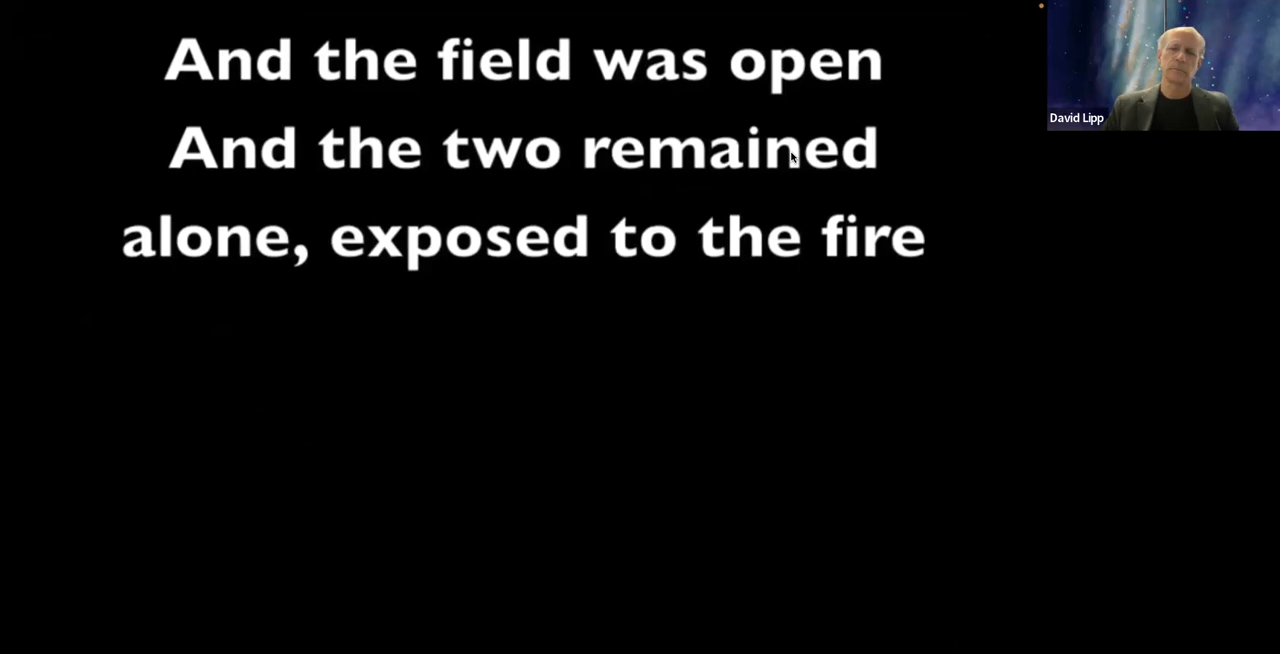 And the field was open
And the two remained
alone, exposed to the fire
David Lipp